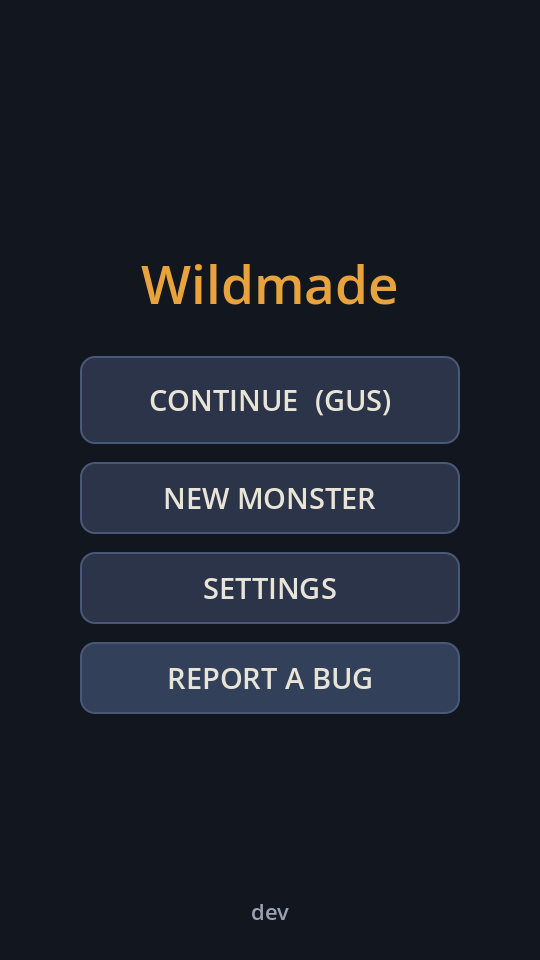 Wildmade
CONTINUE  (GUS)
NEW MONSTER
SETTINGS
REPORT A BUG
dev